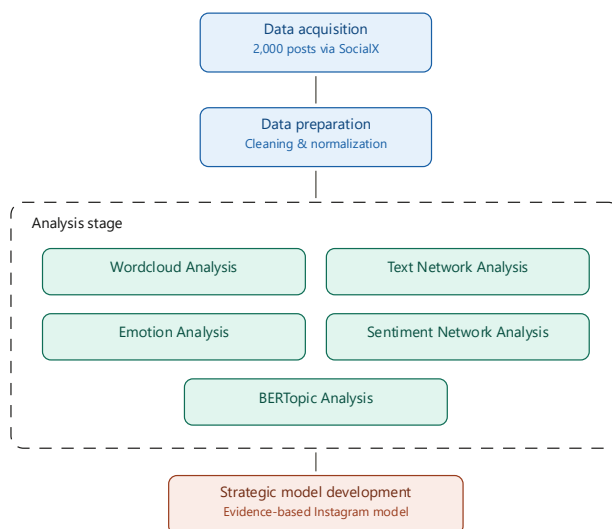 Data acquisition
2,000 posts via SocialX
Data preparation
Cleaning & normalization
Analysis stage
Wordcloud Analysis
Text Network Analysis
Emotion Analysis
Sentiment Network Analysis
BERTopic Analysis
Strategic model development
Evidence-based Instagram model